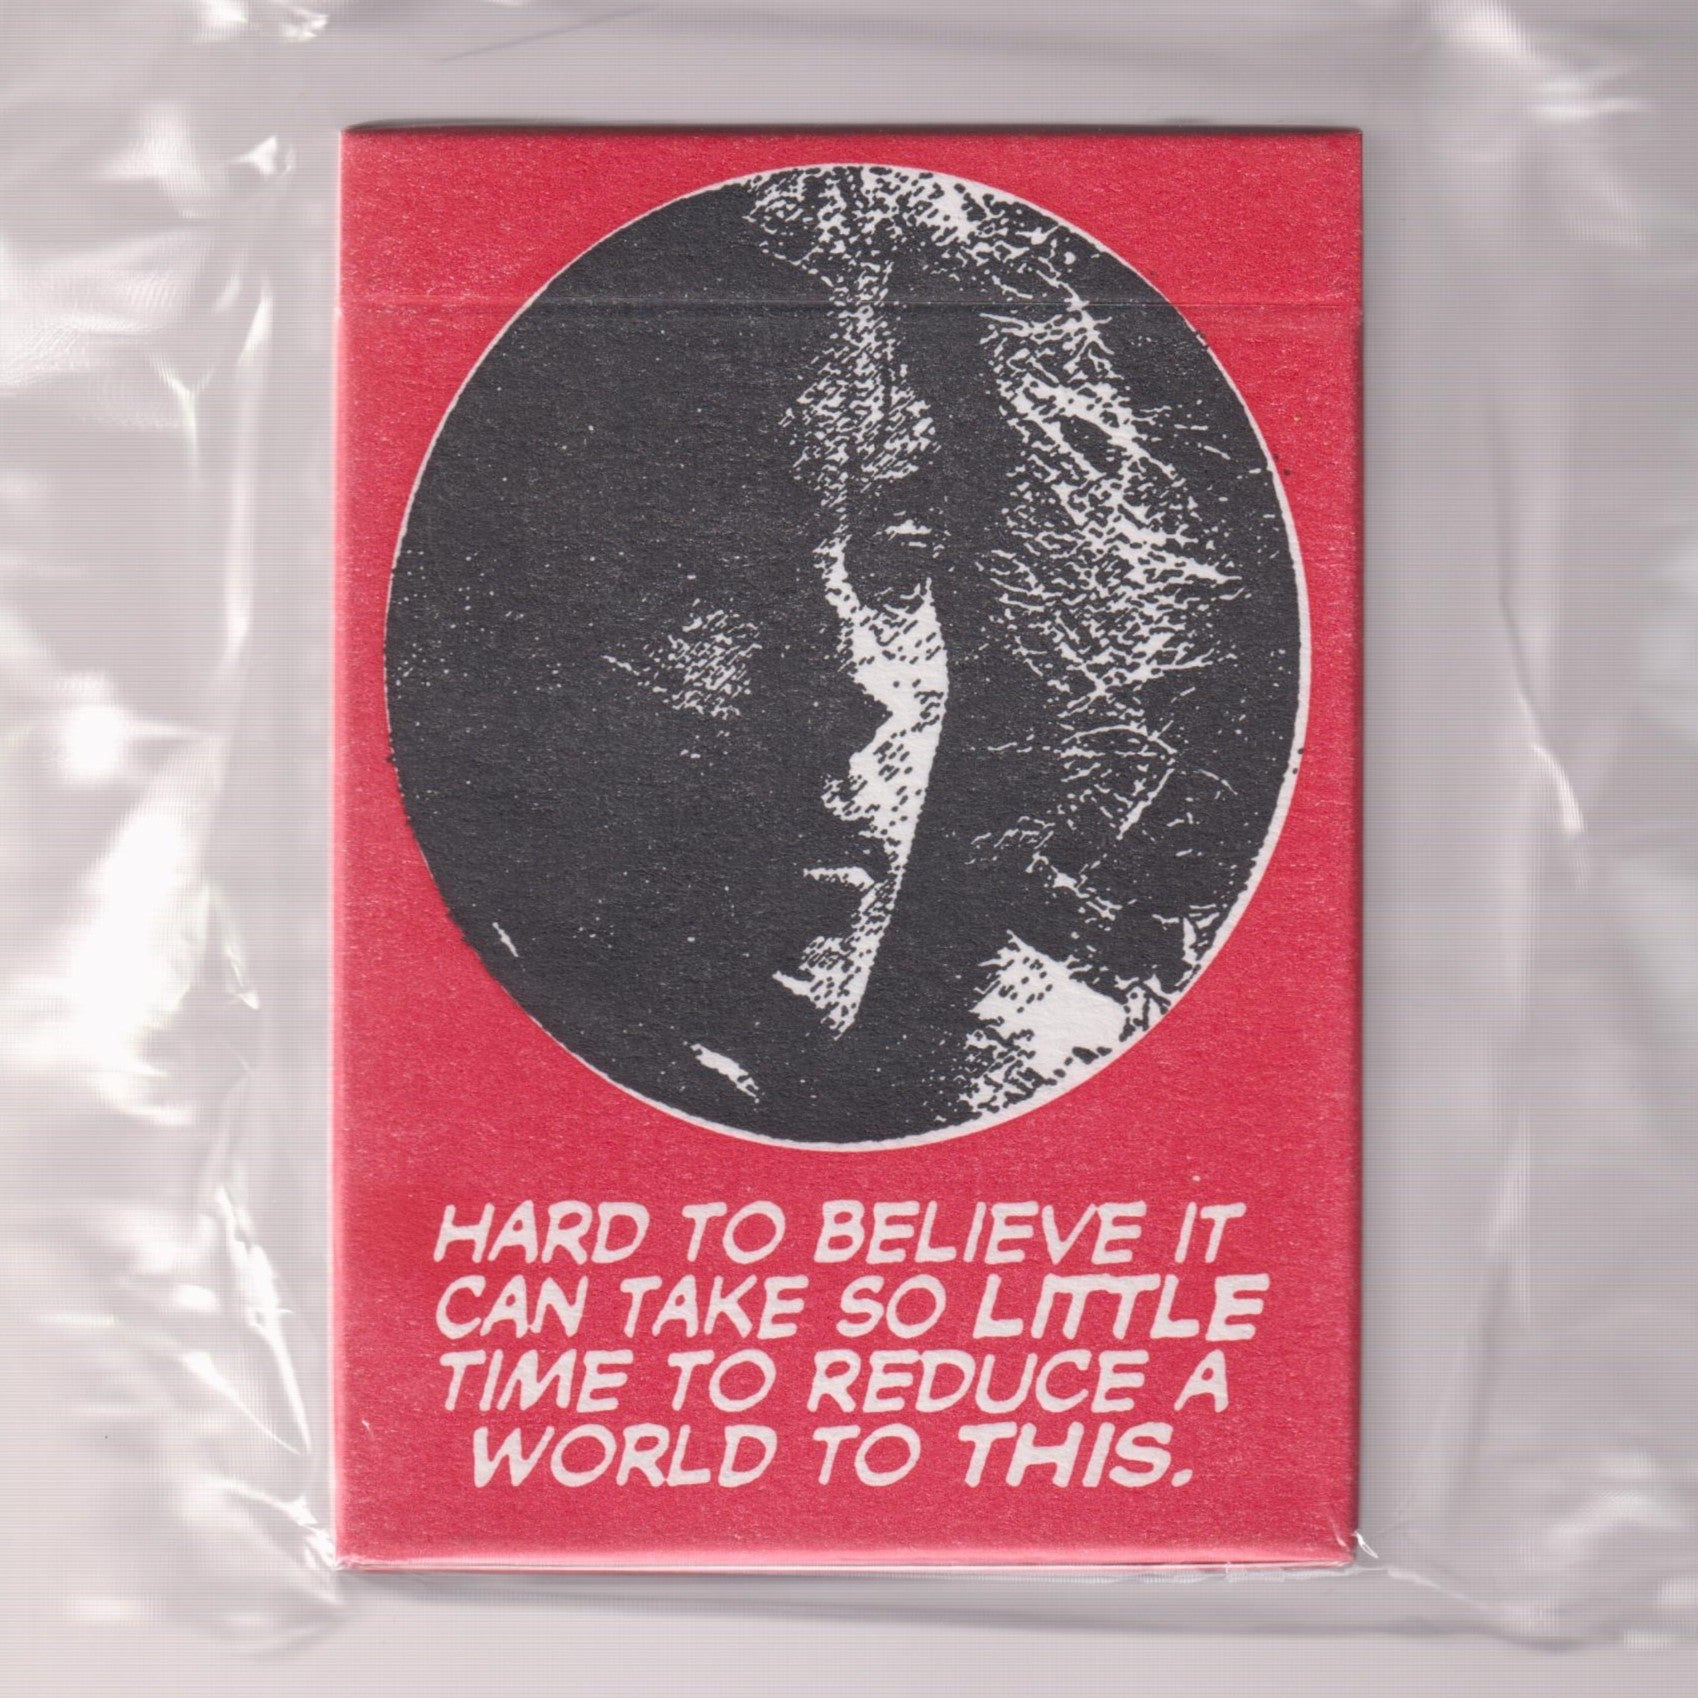 HARD TO BELIEVE IT
CAN TAKE SO LITTLE
TIME TO REDUCE A
WORLD TO THIS.